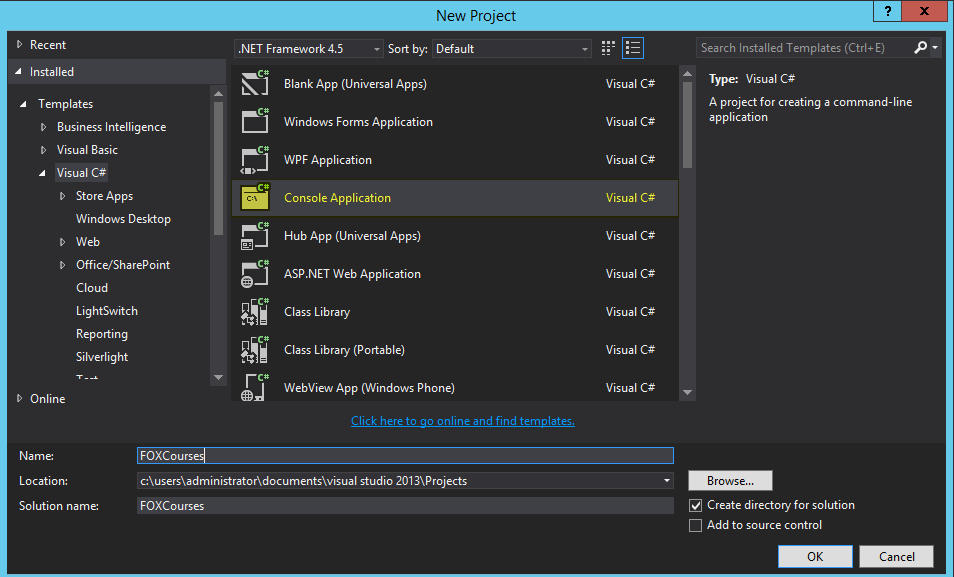 New Project
?
x
Recent
.NET Framework 4.5
Sort by:
Default
Search Installed Templates (Ctrl+E)
Installed
Templates
Business Intelligence
Visual Basic
Visual C#
Store Apps
Windows Desktop
Web
Office/SharePoint
Cloud
LightSwitch
Reporting
Silverlight
Online
C# Blank App (Universal Apps) Visual C#
C# Windows Forms Application Visual C#
C# WPF Application Visual C#
C# C:\ Console Application Visual C#
C# Hub App (Universal Apps) Visual C#
C# ASP.NET Web Application Visual C#
C# Class Library Visual C#
C# Class Library (Portable) Visual C#
C# WebView App (Windows Phone) Visual C#
Type: Visual C#
A project for creating a command-line
application
Click here to go online and find templates.
Name: FOXCourses
Location: c:\users\administrator\documents\visual studio 2013\Projects
Browse...
Solution name: FOXCourses
Create directory for solution
Add to source control
OK
Cancel